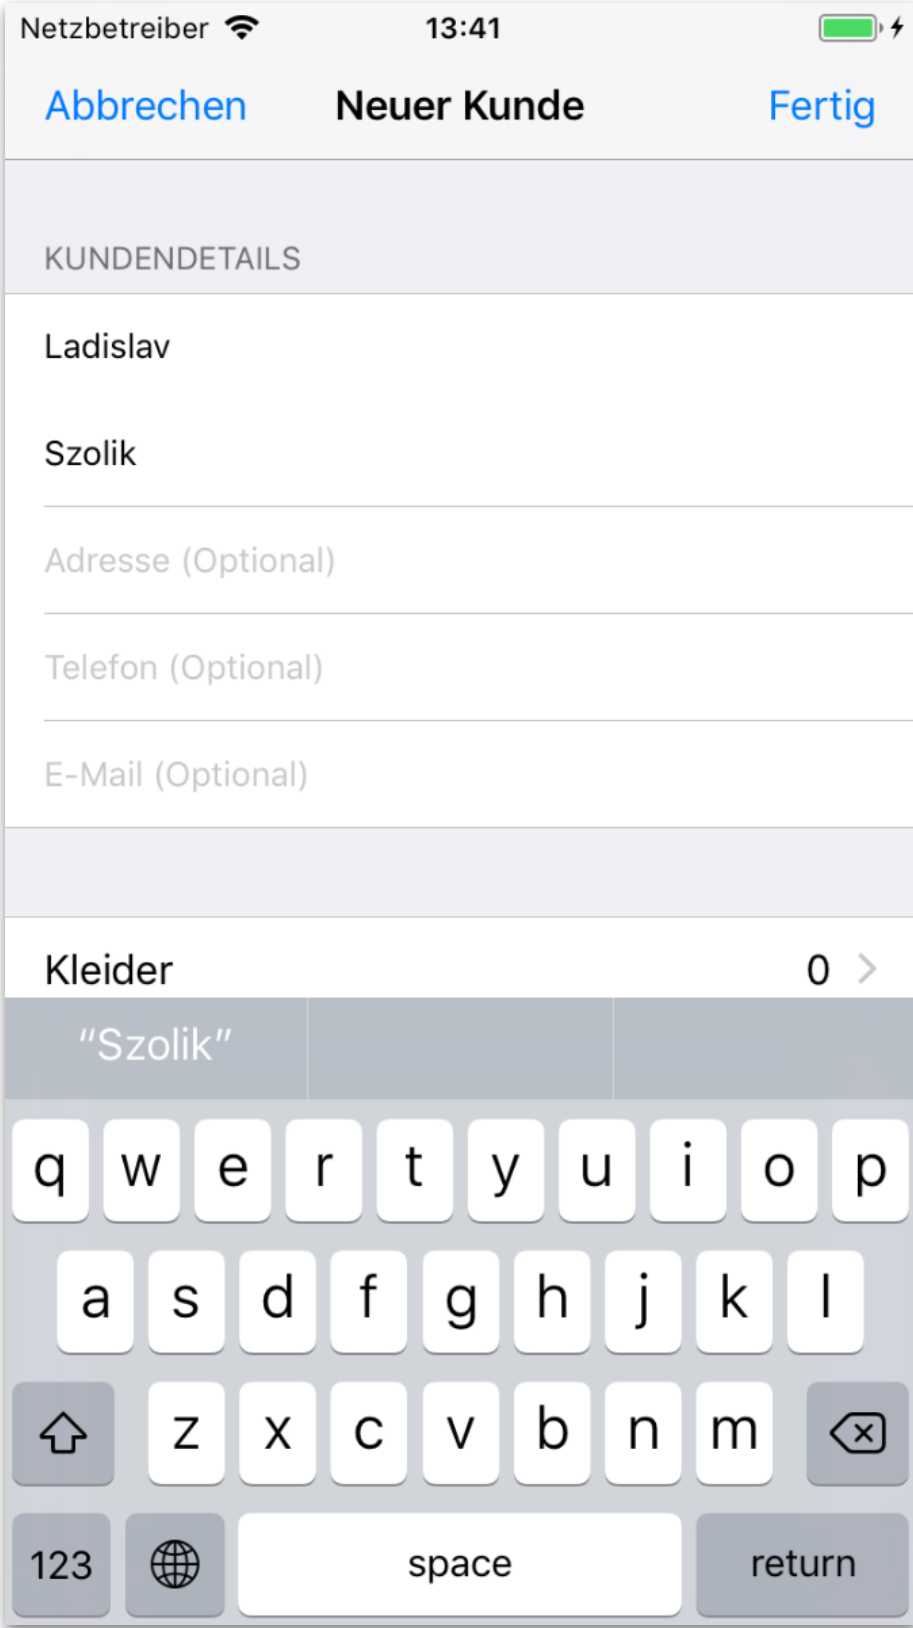 Netzbetreiber 13:41
Abbrechen Neuer Kunde Fertig
KUNDENDETAILS
Ladislav
Szolik
Adresse (Optional)
Telefon (Optional)
E-Mail (Optional)
Kleider 0
“Szolik”
q w e r t y u i o p
a s d f g h j k l
z x c v b n m
123 space return